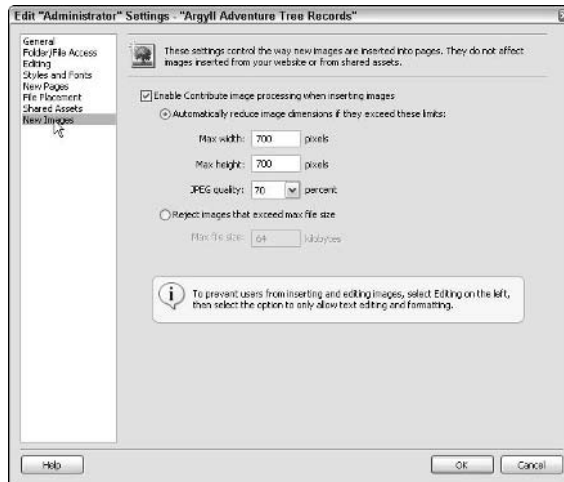 Edit "Administrator" Settings - "Argyll Adventure Tree Records"
General
Folder/File Access
Editing
Styles and Fonts
New Pages
File Placement
Shared Assets
New Images
These settings control the way new images are inserted into pages. They do not affect
images inserted from your website or from shared assets.
Enable Contribute image processing when inserting images
Automatically reduce image dimensions if they exceed these limits:
Max width: 700 pixels
Max height: 700 pixels
JPEG quality: 70 percent
Reject images that exceed max file size
Max file size: 64 kilobytes
To prevent users from inserting and editing images, select Editing on the left,
then select the option to only allow text editing and formatting.
Help
OK
Cancel